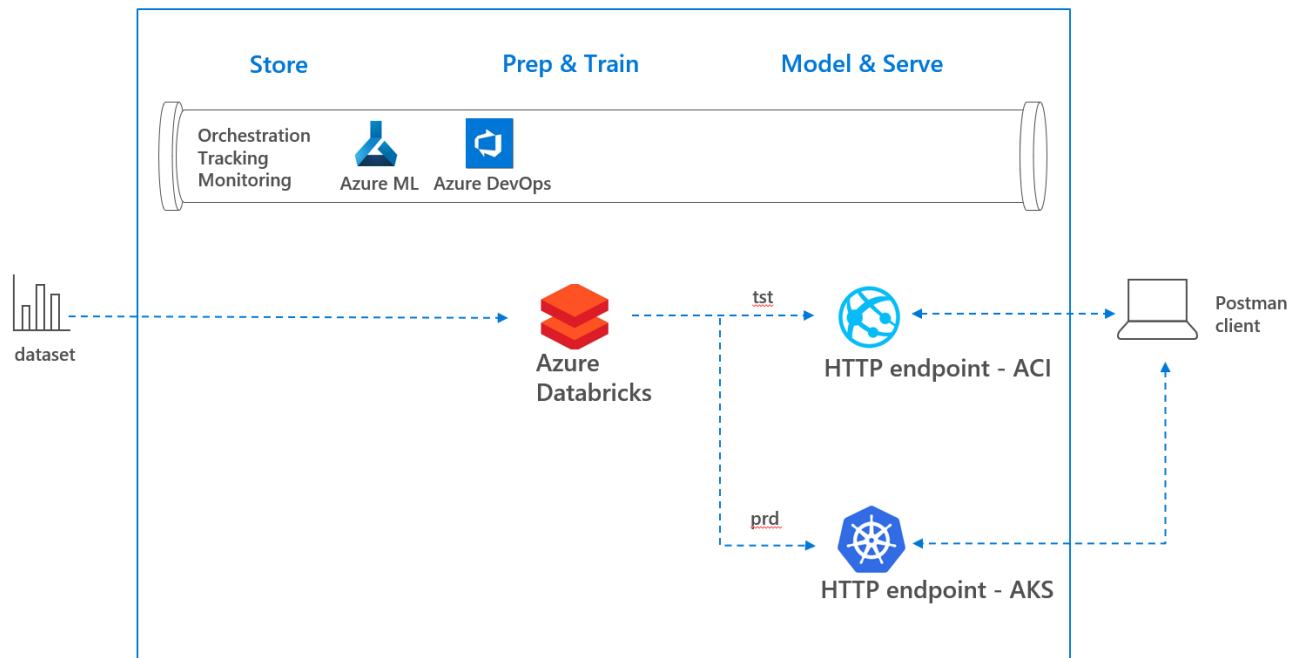 Store
Prep & Train
Model & Serve
Orchestration
Tracking
Monitoring
Azure ML
Azure DevOps
dataset
Azure
Databricks
tst
HTTP endpoint - ACI
Postman
client
prd
HTTP endpoint - AKS